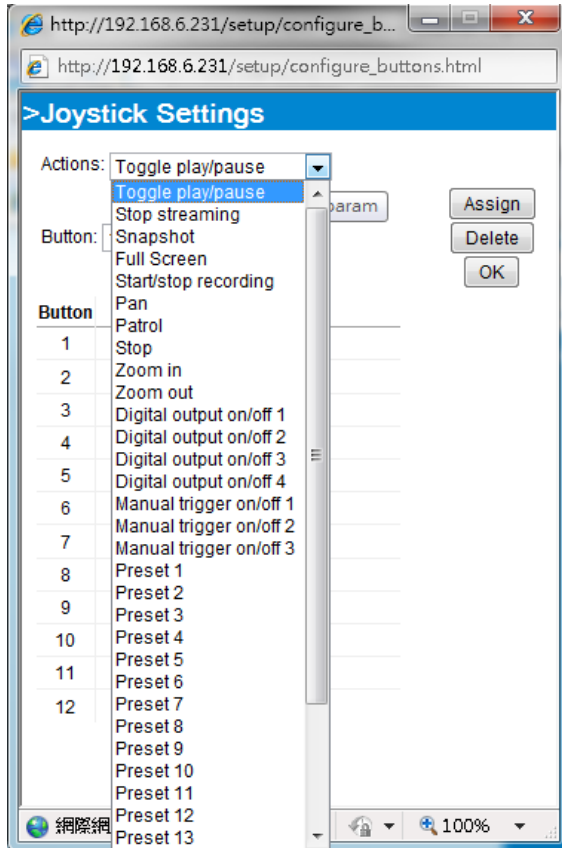 http://192.168.6.231/setup/configure_b...
http://192.168.6.231/setup/configure_buttons.html
>Joystick Settings
Actions: Toggle play/pause
Toggle play/pause
param
Assign
Stop streaming
Button:
Snapshot
Delete
Full Screen
OK
Start/stop recording
Button
Pan
Patrol
1
Stop
2
Zoom in
Zoom out
3
Digital output on/off 1
4
Digital output on/off 2
Digital output on/off 3
5
Digital output on/off 4
6
Manual trigger on/off 1
Manual trigger on/off 2
7
Manual trigger on/off 3
8
Preset 1
Preset 2
9
Preset 3
10
Preset 4
Preset 5
11
Preset 6
12
Preset 7
Preset 8
Preset 9
Preset 10
Preset 11
Preset 12
Preset 13
網際網
100%